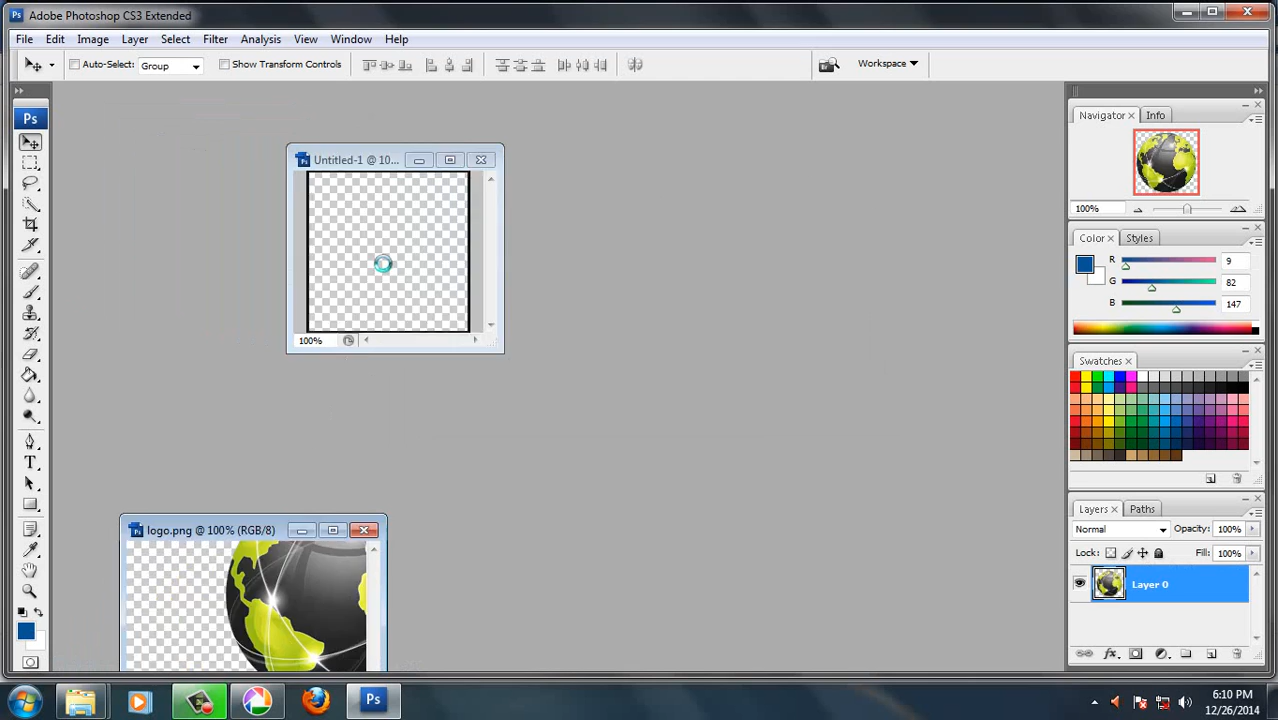 Adobe Photoshop CS3 Extended
File Edit Image Layer Select Filter Analysis View Window Help
Auto-Select: Group Show Transform Controls Workspace
Ps
Navigator Info
100%
Untitled-1 @ 10...
100%
Color Styles
R 9
G 82
B 147
Swatches
logo.png @ 100% (RGB/8)
Layers Paths
Normal Opacity: 100%
Lock: Fill: 100%
Layer 0
Ps
6:10 PM
12/26/2014